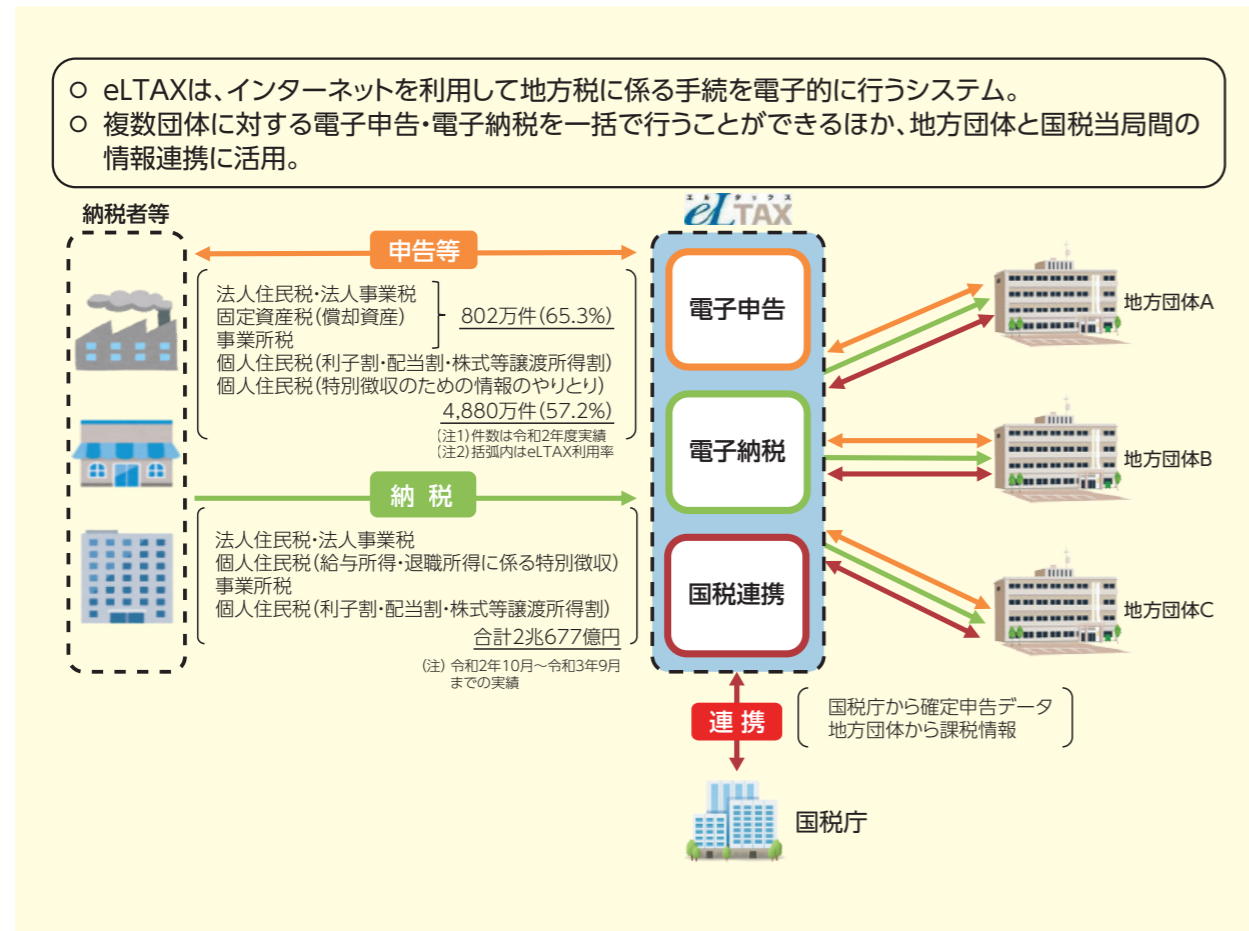 ○ eLTAXは、インターネットを利用して地方税に係る手続を電子的に行うシステム。
○ 複数団体に対する電子申告・電子納税を一括で行うことができるほか、地方団体と国税当局間の
情報連携に活用。
納税者等
エルタックス
eLTAX
申告等
法人住民税・法人事業税
固定資産税(償却資産)
事業所税
802万件(65.3%)
個人住民税(利子割・配当割・株式等譲渡所得割)
個人住民税(特別徴収のための情報のやりとり)
4,880万件(57.2%)
(注1)件数は令和2年度実績
(注2)括弧内はeLTAX利用率
納 税
法人住民税・法人事業税
個人住民税(給与所得・退職所得に係る特別徴収)
事業所税
個人住民税(利子割・配当割・株式等譲渡所得割)
合計2兆677億円
(注) 令和2年10月～令和3年9月
までの実績
電子申告
電子納税
国税連携
地方団体A
地方団体B
地方団体C
連 携
国税庁から確定申告データ
地方団体から課税情報
国税庁